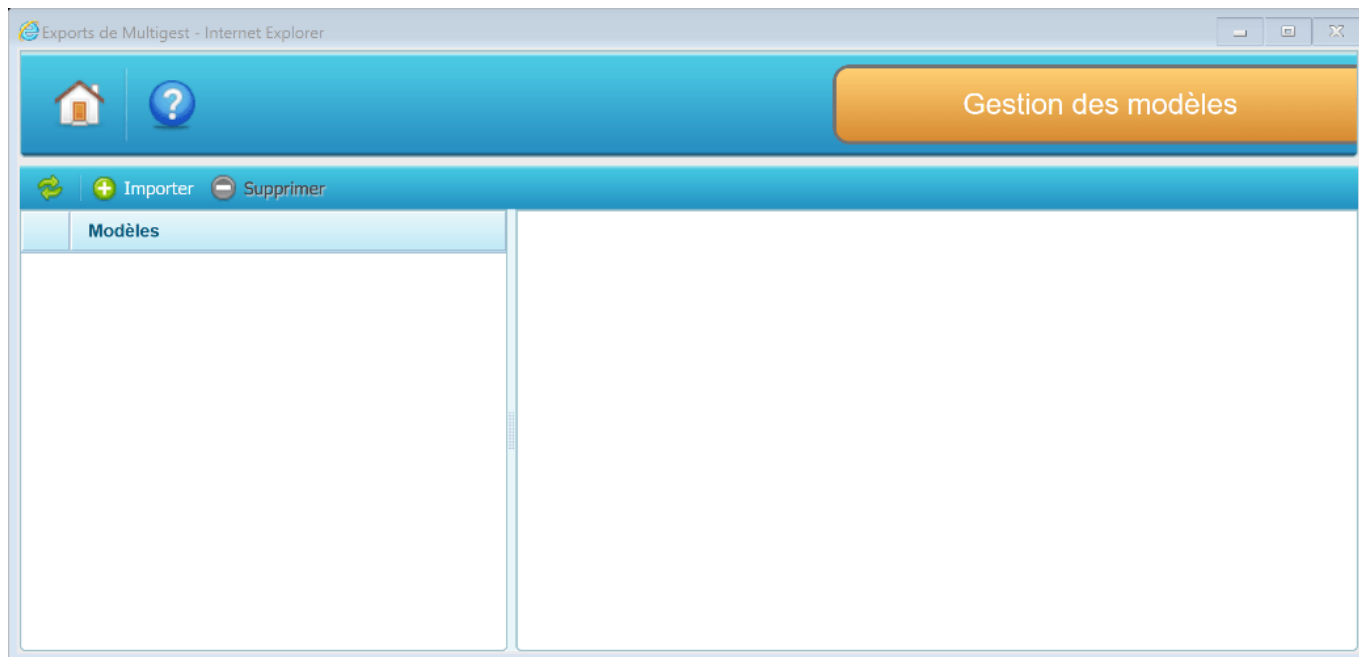 Exports de Multigest - Internet Explorer
Gestion des modèles
Importer Supprimer
Modèles